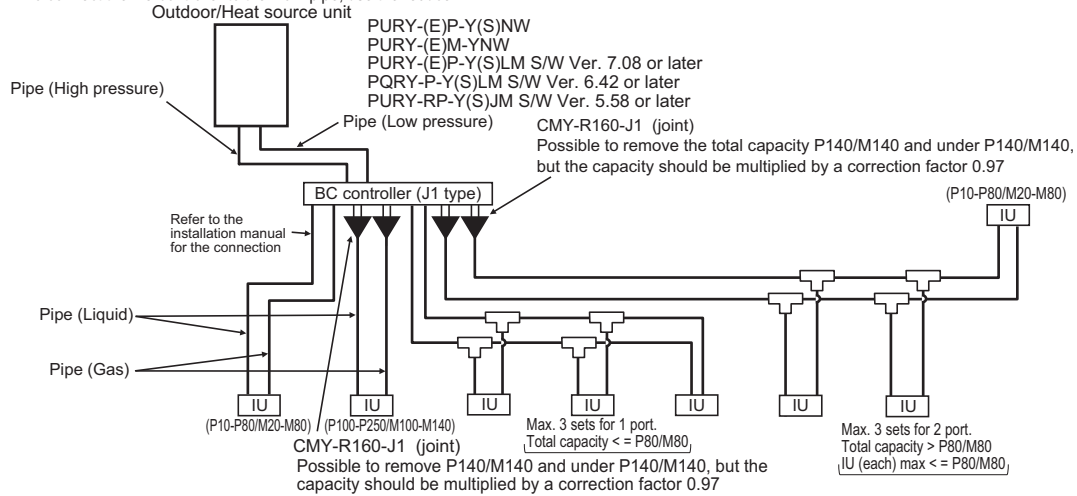 Outdoor/Heat source unit
PURY-(E)P-Y(S)NW
PURY-(E)M-YNW
PURY-(E)P-Y(S)LM S/W Ver. 7.08 or later
PQRY-P-Y(S)LM S/W Ver. 6.42 or later
PURY-RP-Y(S)JM S/W Ver. 5.58 or later
Pipe (High pressure)
Pipe (Low pressure)
CMY-R160-J1 (joint)
Possible to remove the total capacity P140/M140 and under P140/M140,
but the capacity should be multiplied by a correction factor 0.97
BC controller (J1 type)
(P10-P80/M20-M80)
IU
Refer to the
installation manual
for the connection
Pipe (Liquid)
Pipe (Gas)
IU
IU
IU
IU
IU
IU
IU
(P10-P80/M20-M80)
(P100-P250/M100-M140)
Max. 3 sets for 1 port.
Total capacity < = P80/M80
Max. 3 sets for 2 port.
Total capacity > P80/M80
IU (each) max < = P80/M80
CMY-R160-J1 (joint)
Possible to remove P140/M140 and under P140/M140, but the
capacity should be multiplied by a correction factor 0.97